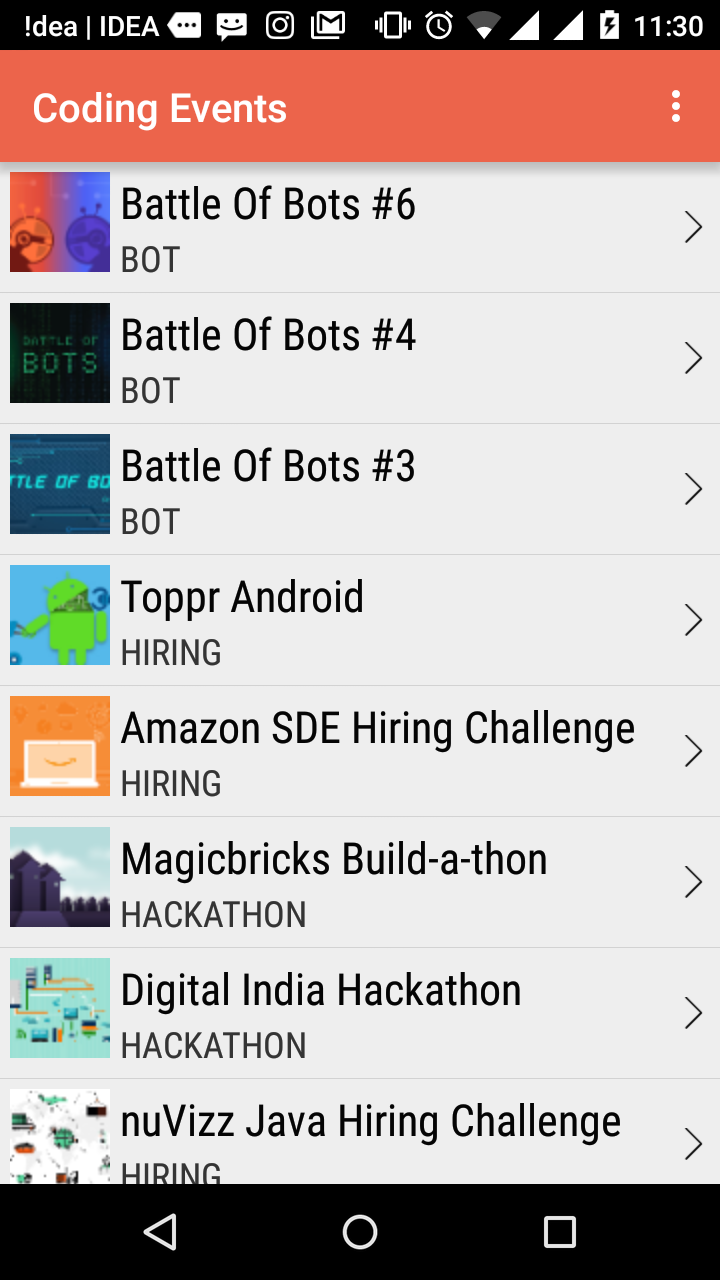 !dea | IDEA 11:30
Coding Events
Battle Of Bots #6
BOT
BATTLE OF
BOTS
Battle Of Bots #4
BOT
TTLE OF BO
Battle Of Bots #3
BOT
Toppr Android
HIRING
Amazon SDE Hiring Challenge
HIRING
Magicbricks Build-a-thon
HACKATHON
Digital India Hackathon
HACKATHON
nuVizz Java Hiring Challenge
HIRING